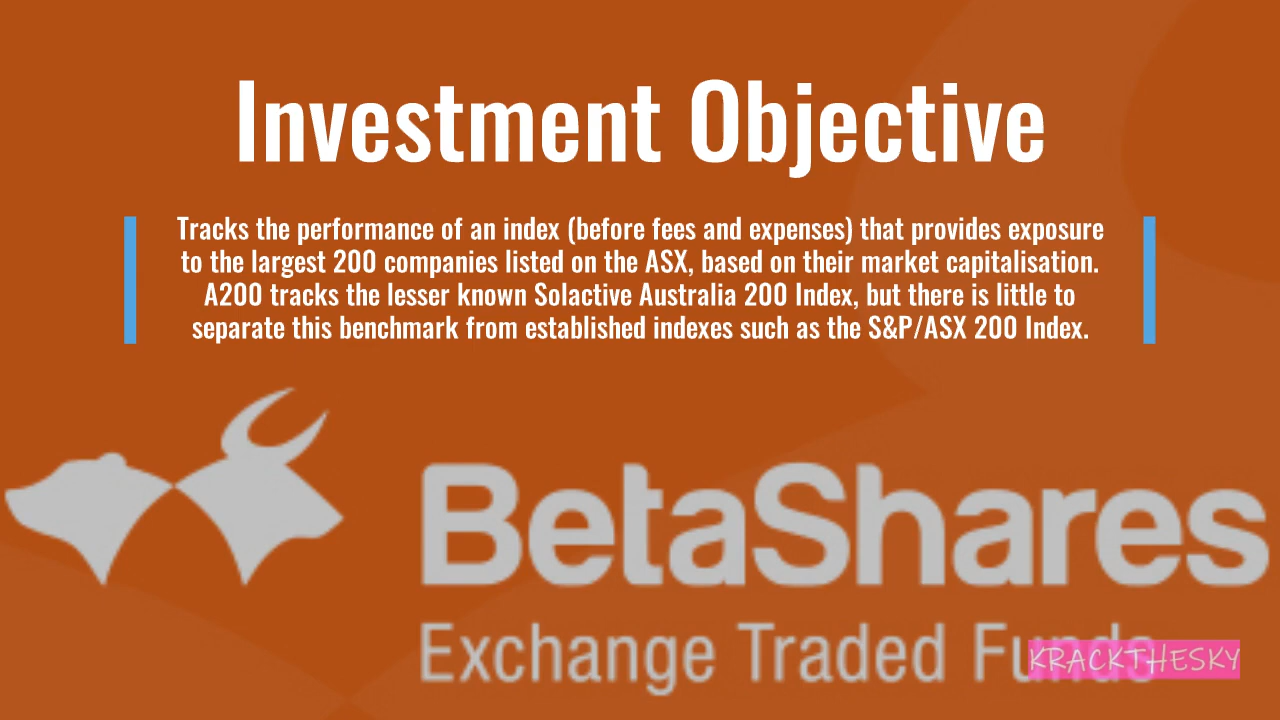 Investment Objective
Tracks the performance of an index (before fees and expenses) that provides exposure
to the largest 200 companies listed on the ASX, based on their market capitalisation.
A200 tracks the lesser known Solactive Australia 200 Index, but there is little to
separate this benchmark from established indexes such as the S&P/ASX 200 Index.
BetaShares
Exchange Traded Funds
KRACKTHESKY